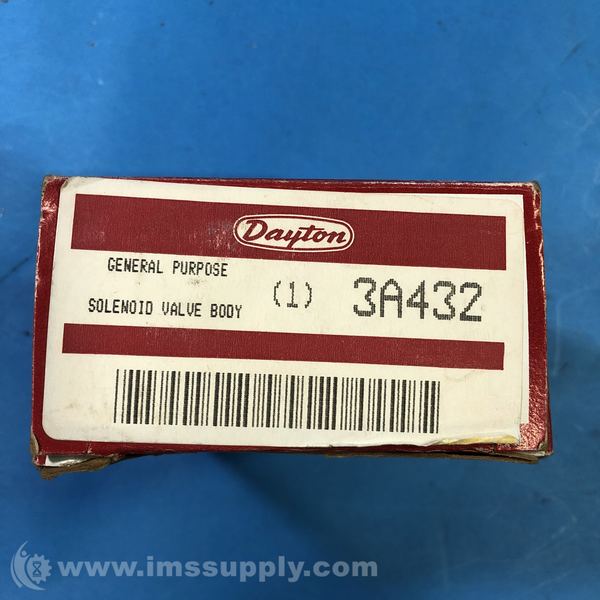 Dayton
GENERAL PURPOSE
SOLENOID VALVE BODY (1) 3A432
www.imssupply.com